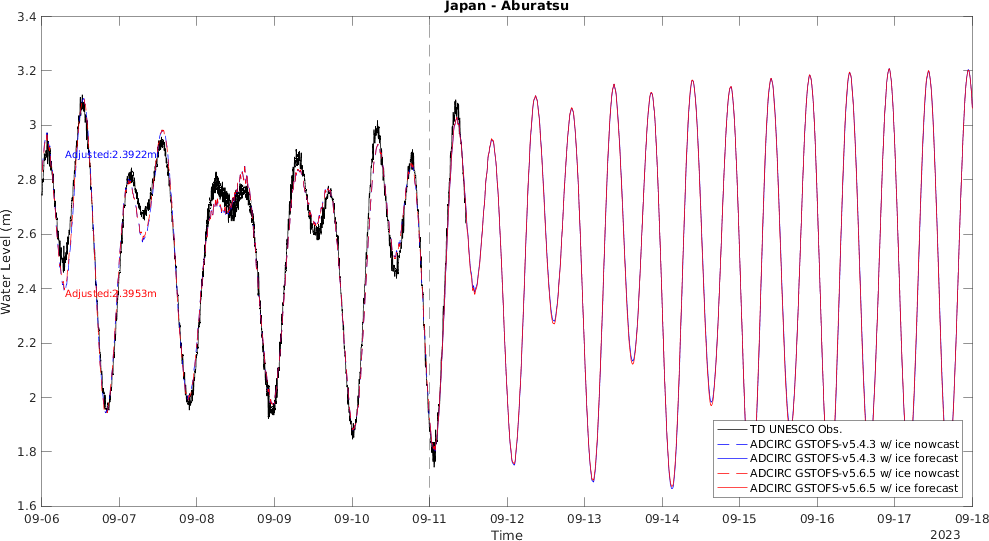 Japan - Aburatsu
3.4
3.2
3
2.8
2.6
2.4
2.2
2
1.8
1.6
Water Level (m)
Adjusted:2.3922m
Adjusted:2.3953m
TD UNESCO Obs.
ADCIRC GSTOFS-v5.4.3 w/ ice nowcast
ADCIRC GSTOFS-v5.4.3 w/ ice forecast
ADCIRC GSTOFS-v5.6.5 w/ ice nowcast
ADCIRC GSTOFS-v5.6.5 w/ ice forecast
09-06 09-07 09-08 09-09 09-10 09-11 09-12 09-13 09-14 09-15 09-16 09-17 09-18
Time
2023